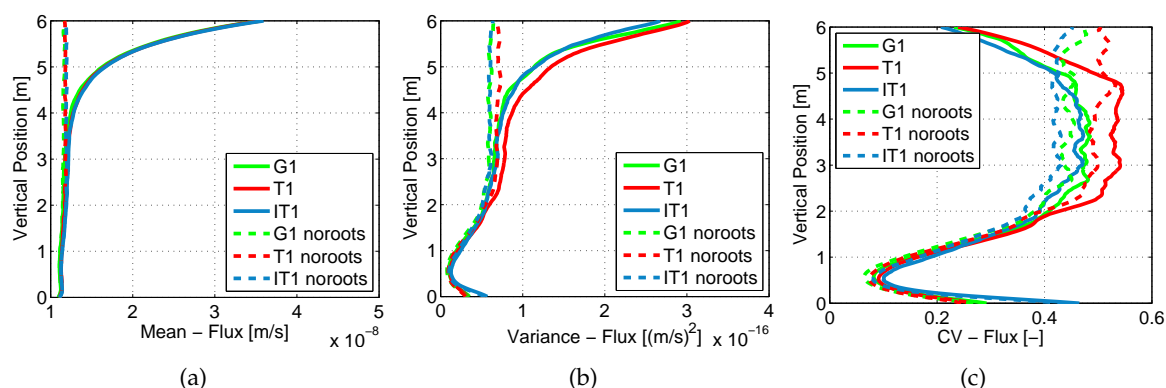 6
5
4
3
2
1
0
Vertical Position [m]
G1
T1
IT1
G1 noroots
T1 noroots
IT1 noroots
1 2 3 4 5
Mean − Flux [m/s]
x 10⁻⁸
(a)
6
5
4
3
2
1
0
Vertical Position [m]
G1
T1
IT1
G1 noroots
T1 noroots
IT1 noroots
0 1 2 3 4
Variance − Flux [(m/s)²]
x 10⁻¹⁶
(b)
6
5
4
3
2
1
0
Vertical Position [m]
G1
T1
IT1
G1 noroots
T1 noroots
IT1 noroots
0 0.2 0.4 0.6
CV − Flux [−]
(c)